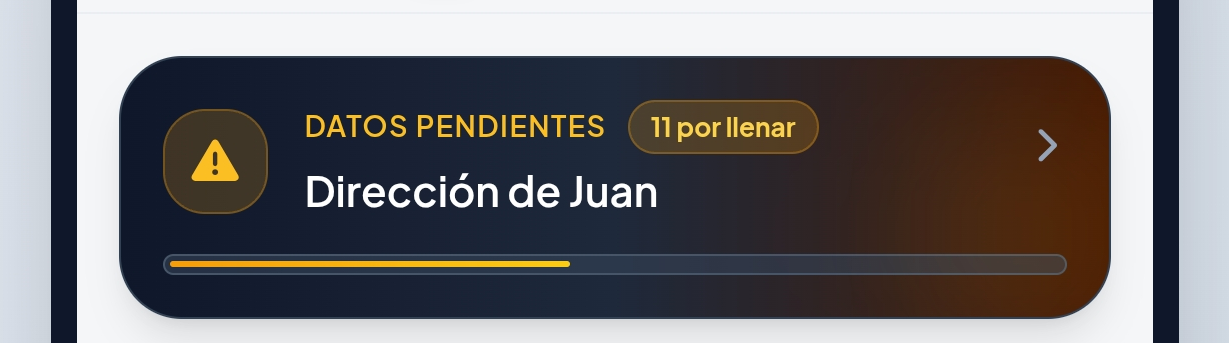 DATOS PENDIENTES 11 por llenar
Dirección de Juan